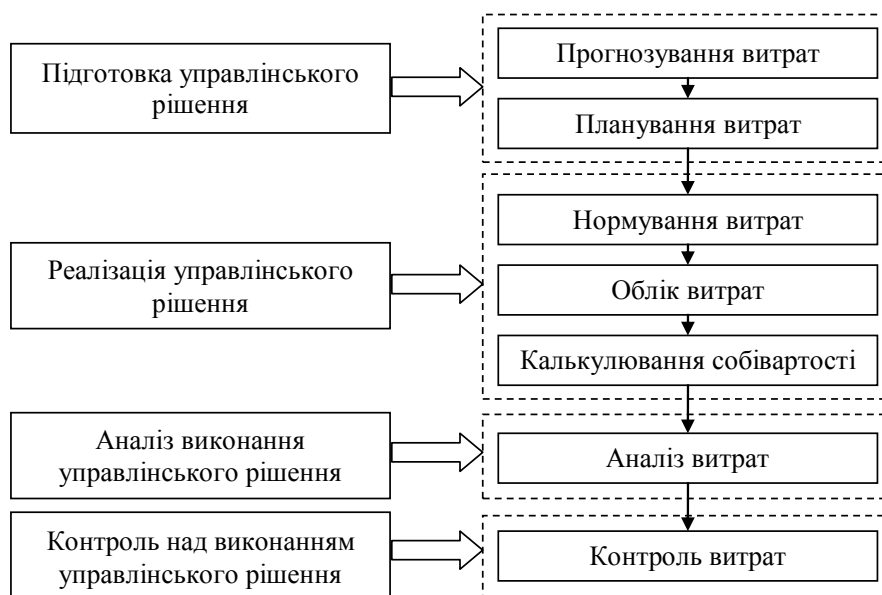 Підготовка управлінського
рішення
Прогнозування витрат
Планування витрат
Реалізація управлінського
рішення
Нормування витрат
Облік витрат
Калькулювання собівартості
Аналіз виконання
управлінського рішення
Аналіз витрат
Контроль над виконанням
управлінського рішення
Контроль витрат